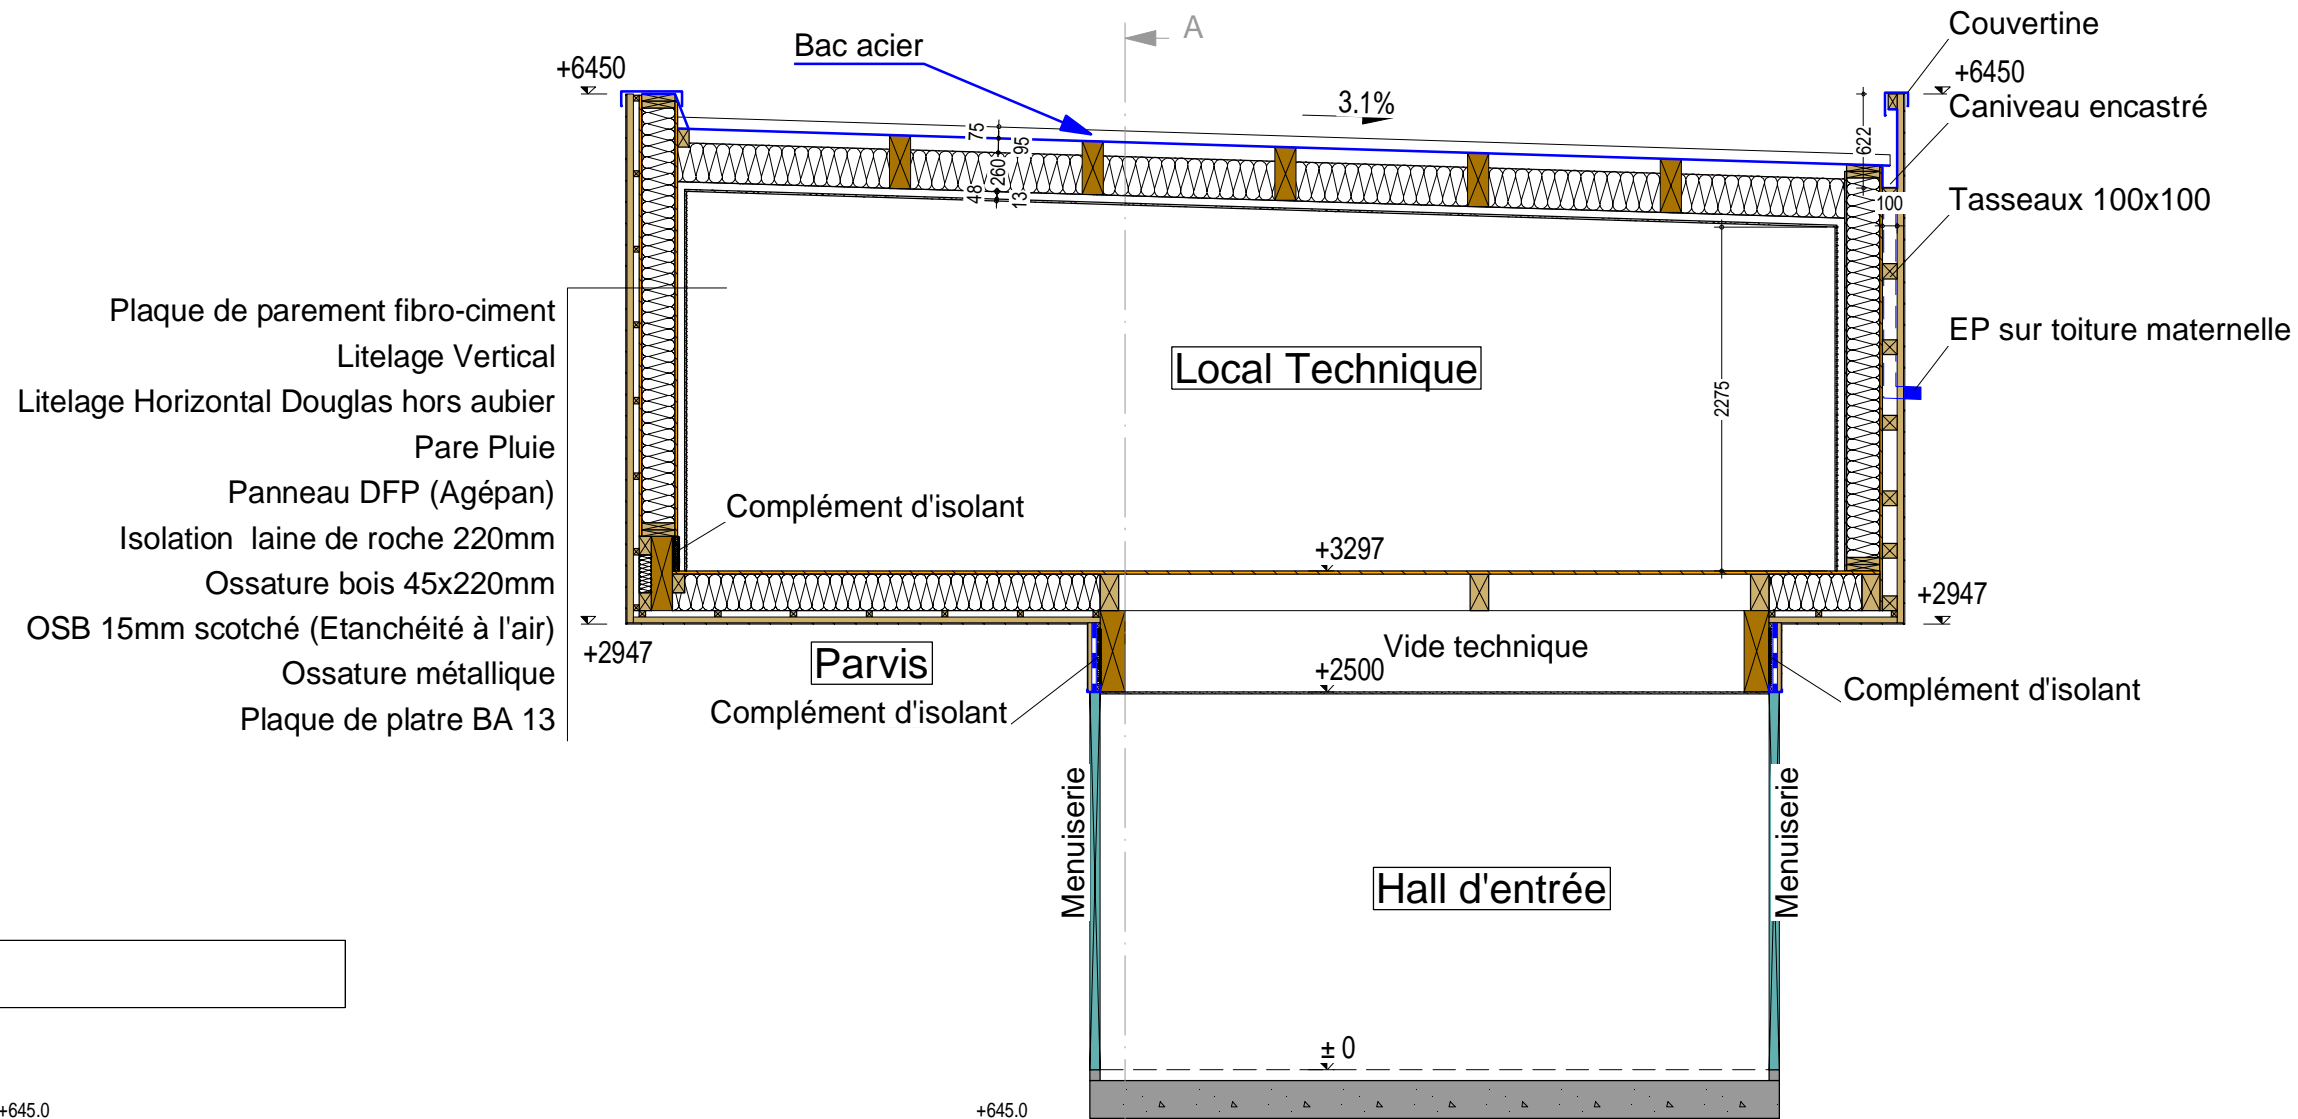 A
Couvertine
Bac acier
+6450
+6450
3.1%
Caniveau encastré
75
95
622
260
48
13
100
Tasseaux 100x100
Plaque de parement fibro-ciment
Litelage Vertical
Litelage Horizontal Douglas hors aubier
Pare Pluie
Panneau DFP (Agépan)
Isolation laine de roche 220mm
Ossature bois 45x220mm
OSB 15mm scotché (Etanchéité à l'air)
Ossature métallique
Plaque de platre BA 13
EP sur toiture maternelle
Local Technique
2275
Complément d'isolant
+3297
+2947
+2947
Parvis
Vide technique
+2500
Complément d'isolant
Complément d'isolant
Menuiserie
Menuiserie
Hall d'entrée
± 0
+645.0
+645.0